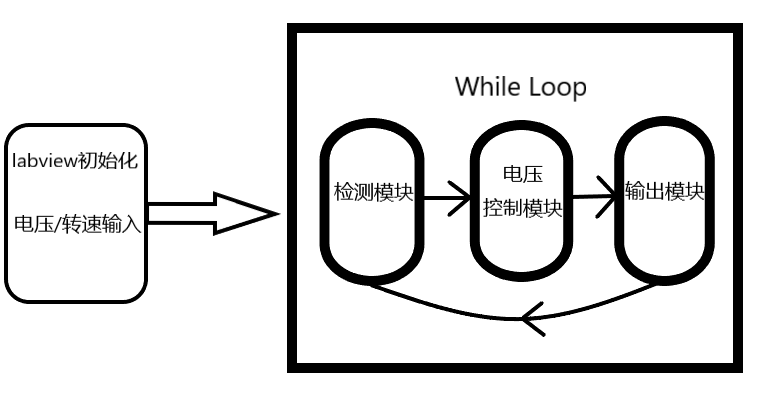 labview初始化
电压/转速输入
While Loop
检测模块
电压
控制模块
输出模块